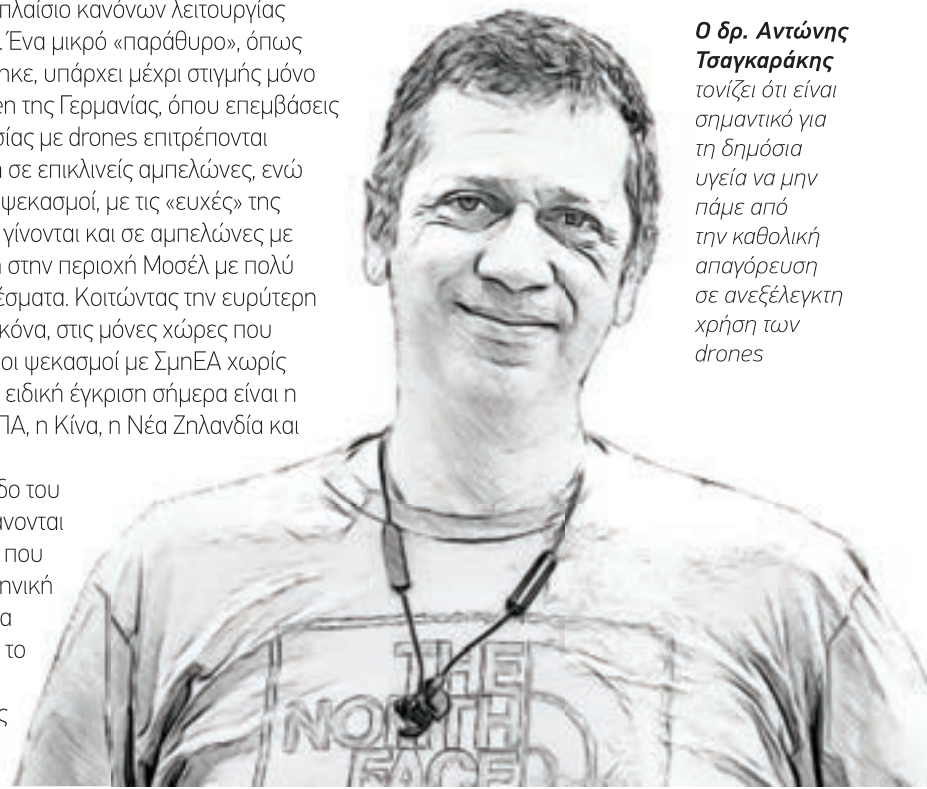 πλαίσιο κανόνων λειτουργίας
. Ένα μικρό «παράθυρο», όπως
ηκε, υπάρχει μέχρι στιγμής μόνο
en της Γερμανίας, όπου επεμβάσεις
σίας με drones επιτρέπονται
η σε επικλινείς αμπελώνες, ενώ
ψεκασμοί, με τις «ευχές» της
γίνονται και σε αμπελώνες με
η στην περιοχή Μοσέλ με πολύ
έσματα. Κοιτώντας την ευρύτερη
κόνα, στις μόνες χώρες που
οι ψεκασμοί με ΣμηΕΑ χωρίς
ειδική έγκριση σήμερα είναι η
ΠΑ, η Κίνα, η Νέα Ζηλανδία και
δο του
άνονται
που
ηνική
α
το
ς
Ο δρ. Αντώνης
Τσαγκαράκης
τονίζει ότι είναι
σημαντικό για
τη δημόσια
υγεία να μην
πάμε από
την καθολική
απαγόρευση
σε ανεξέλεγκτη
χρήση των
drones
THE
NORTH
FACE